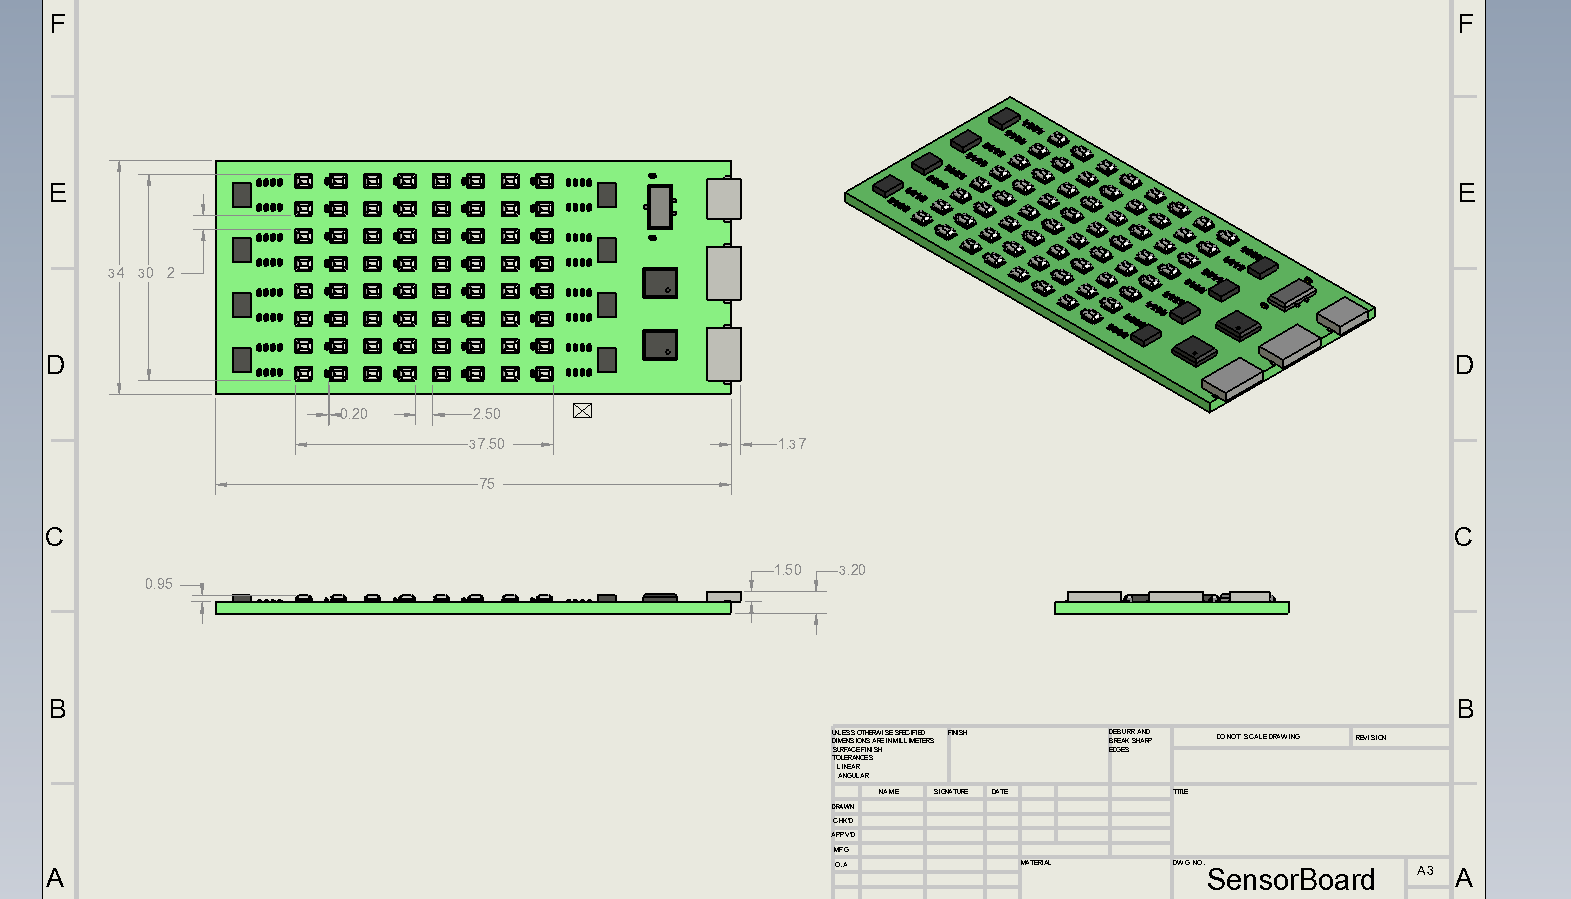 F
F
E
E
34
30
2
D
D
0.20
2.50
37.50
1.37
75
C
C
0.95
1.50
3.20
B
B
UNLESS OTHERWISE SPECIFIED
DIMENSIONS ARE IN MILLIMETERS
SURFACE FINISH
TOLERANCES
LINEAR
ANGULAR
FINISH
DEBURR AND
BREAK SHARP
EDGES
DO NOT SCALE DRAWING
REVISION
NAME
SIGNATURE
DATE
TITLE
DRAWN
CHK'D
APPV'D
MFG
Q.A
MATERIAL
DWG NO.
SensorBoard
A3
A
A